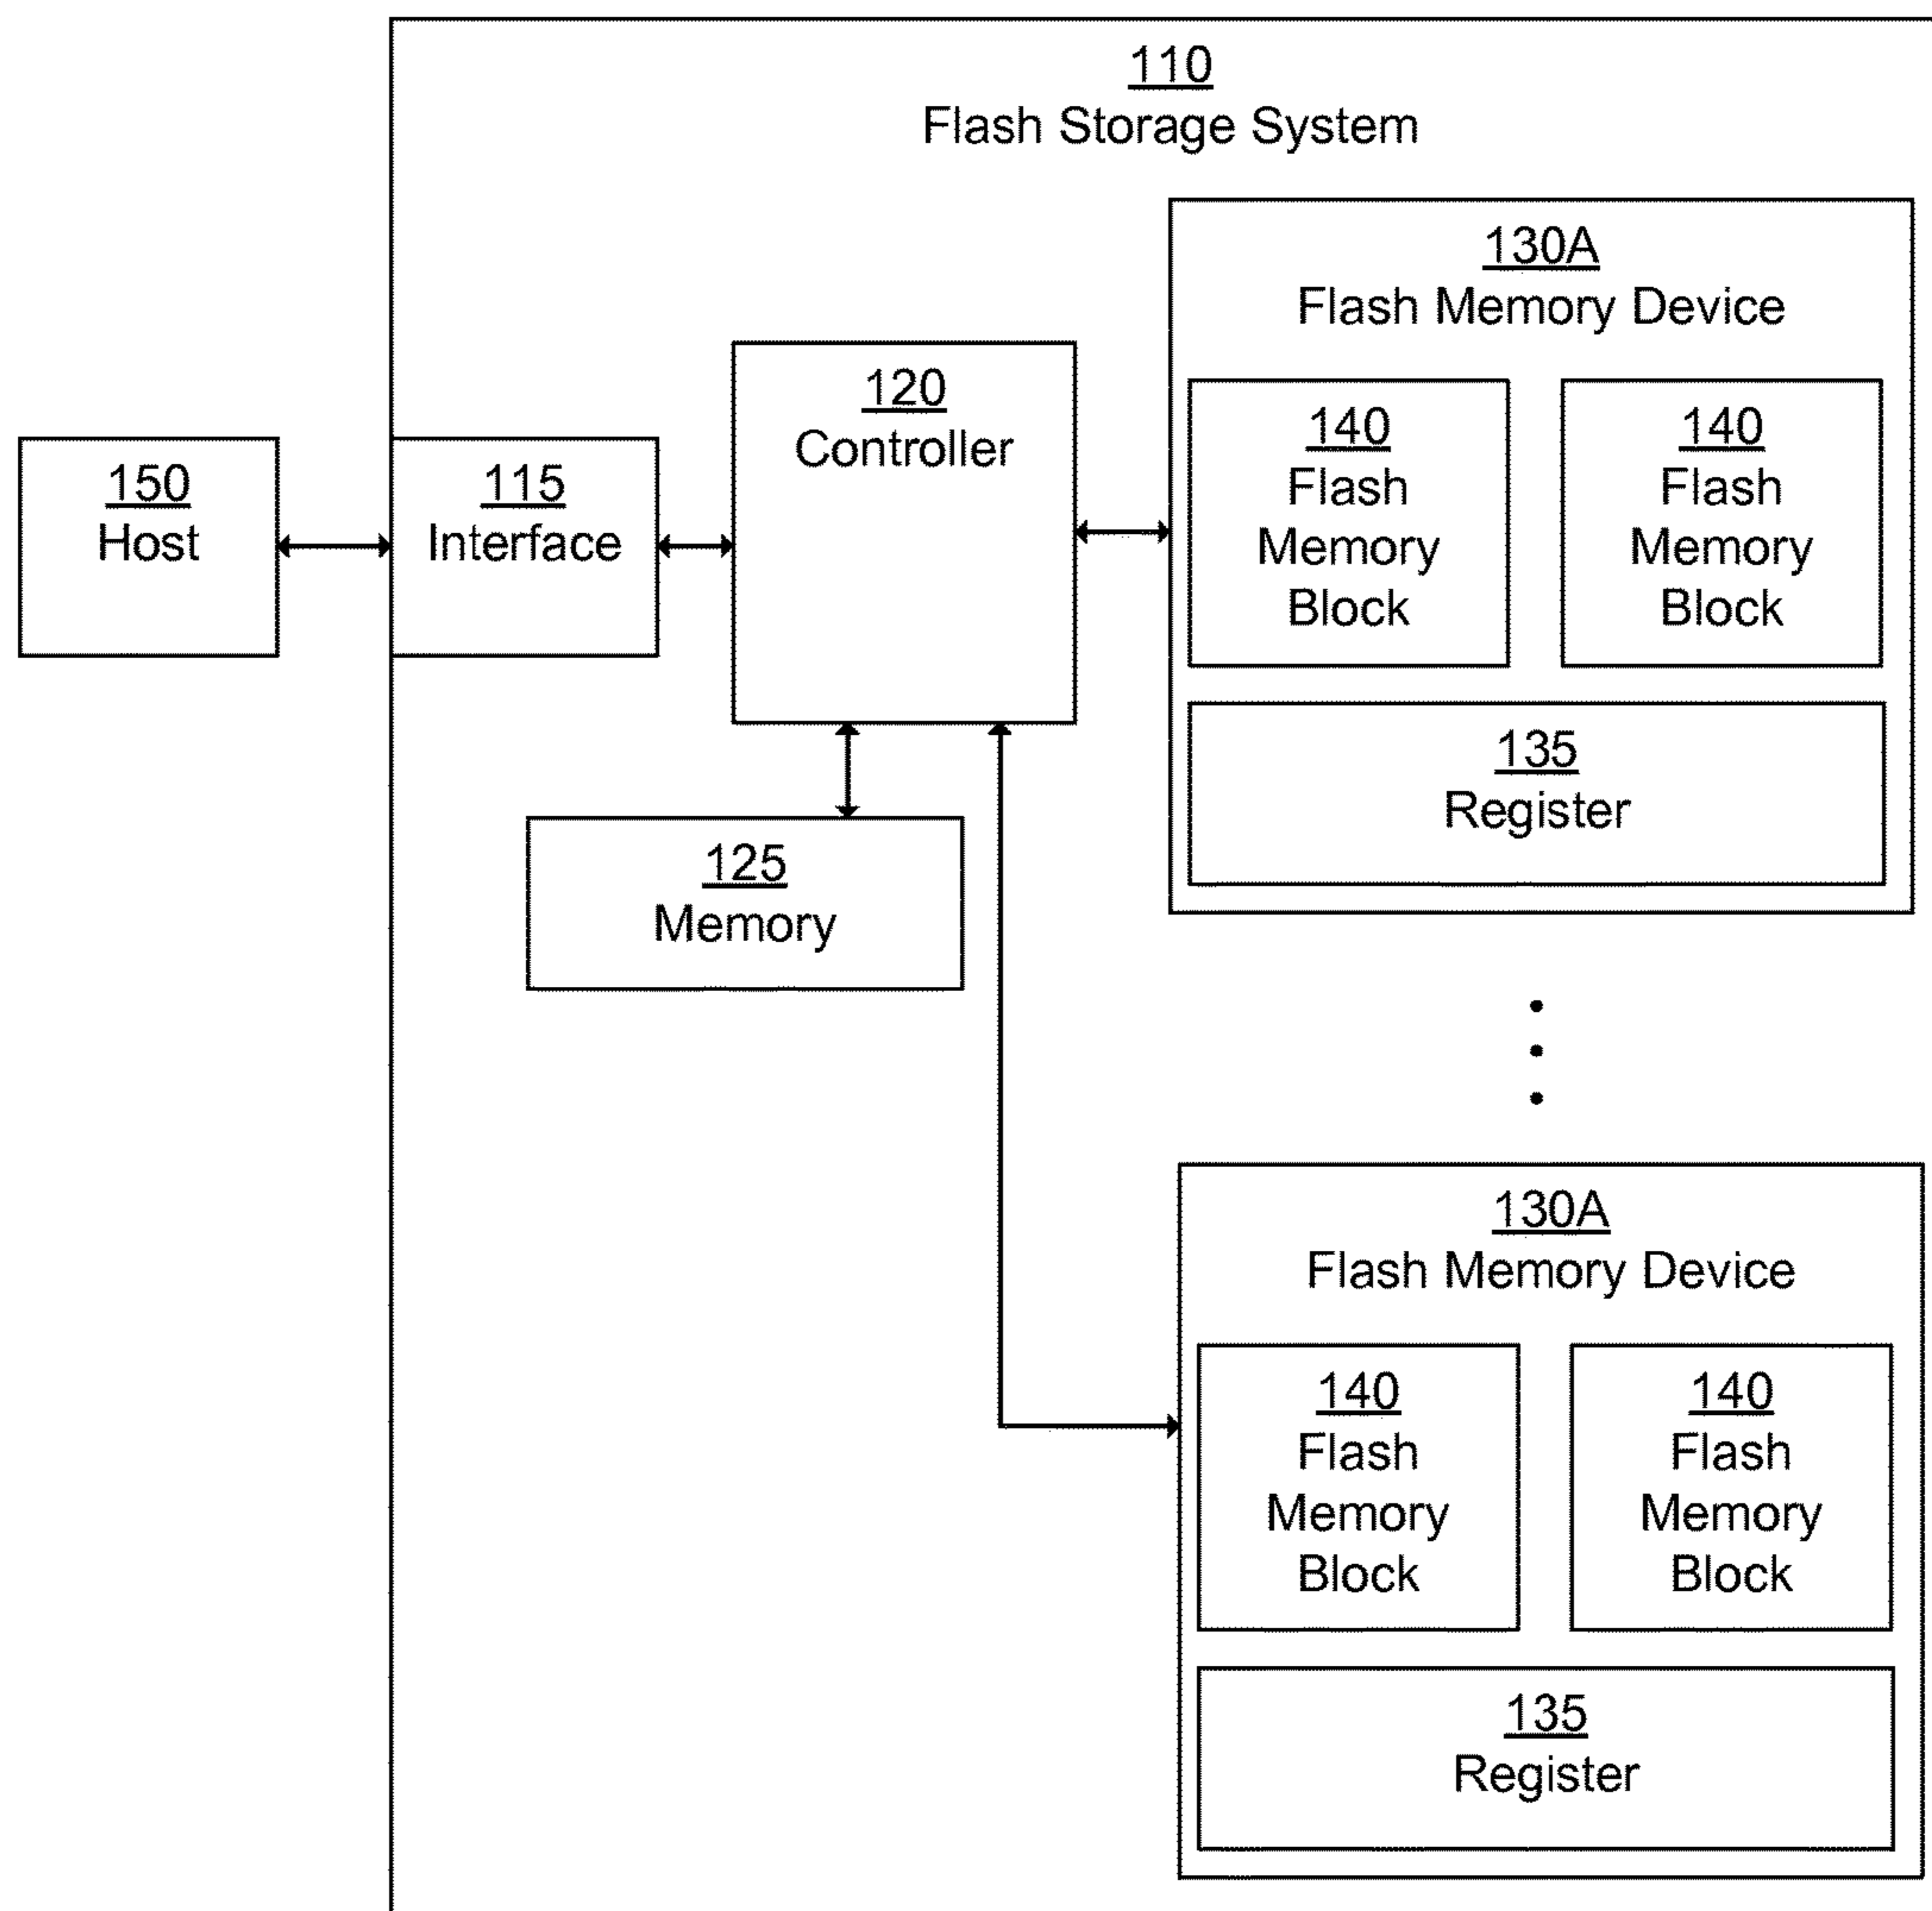 110
Flash Storage System
130A
Flash Memory Device
120
Controller
140
Flash
Memory
Block
140
Flash
Memory
Block
150
Host
115
Interface
135
Register
125
Memory
130A
Flash Memory Device
140
Flash
Memory
Block
140
Flash
Memory
Block
135
Register